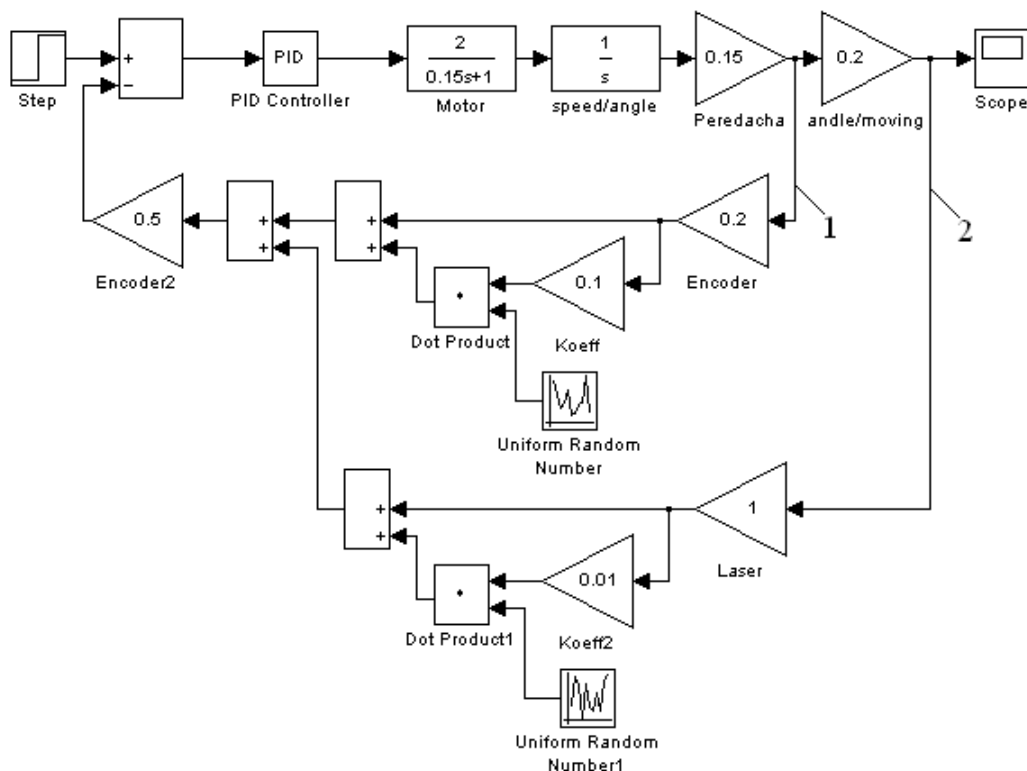 +
−
Step
PID
PID Controller
2
0.15s+1
Motor
1
s
speed/angle
0.15
Peredacha
0.2
andle/moving
Scope
1
2
0.5
Encoder2
+
+
+
+
0.2
Encoder
0.1
Koeff
Dot Product
Uniform Random
Number
+
+
1
Laser
0.01
Koeff2
Dot Product1
Uniform Random
Number1